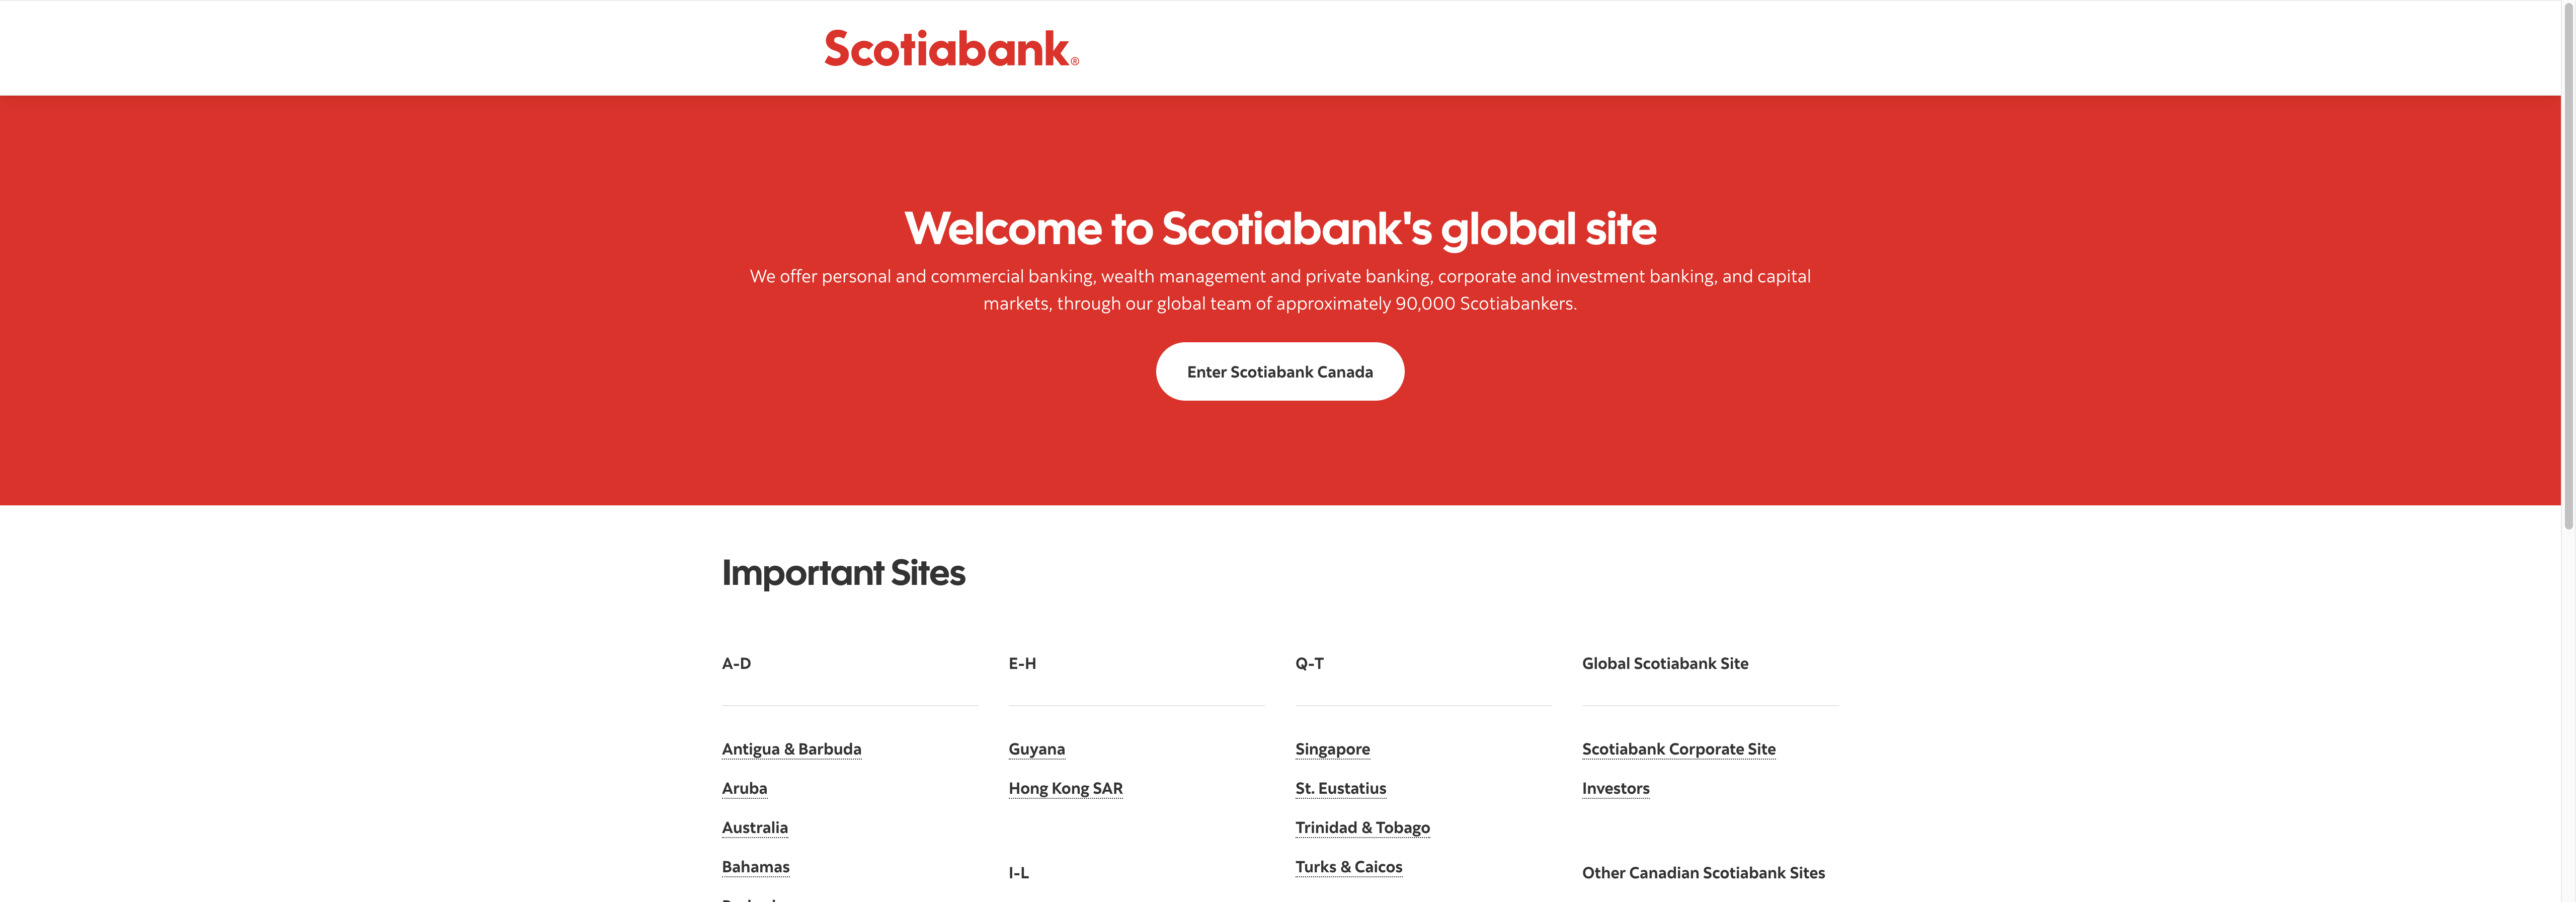 Scotiabank®
Welcome to Scotiabank's global site
We offer personal and commercial banking, wealth management and private banking, corporate and investment banking, and capital
markets, through our global team of approximately 90,000 Scotiabankers.
Enter Scotiabank Canada
Important Sites
A-D
Antigua & Barbuda
Aruba
Australia
Bahamas
E-H
Guyana
Hong Kong SAR
I-L
Q-T
Singapore
St. Eustatius
Trinidad & Tobago
Turks & Caicos
Global Scotiabank Site
Scotiabank Corporate Site
Investors
Other Canadian Scotiabank Sites